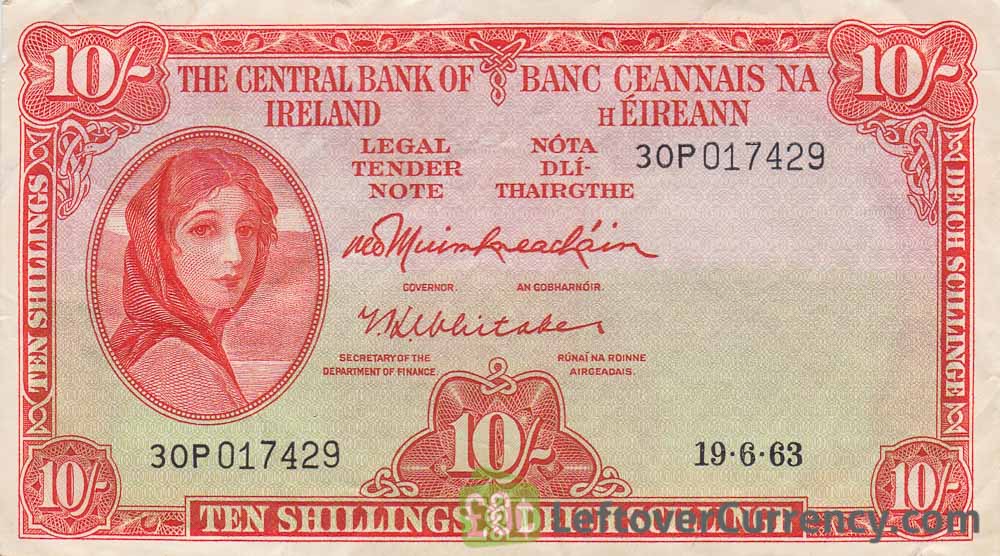 10/-
10/-
THE CENTRAL BANK OF
IRELAND
BANC CEANNAIS NA
hÉIREANN
LEGAL
TENDER
NOTE
NÓTA
DLÍ-
THAIRGTHE
30P 017429
TEN SHILLINGS
DEICH SCILLINGE
GOVERNOR.
AN GOBHARNÓIR.
T.K. Whitaker
SECRETARY OF THE
DEPARTMENT OF FINANCE.
RÚNAÍ NA ROINNE
AIRGEADAIS.
30P 017429
10/-
19·6·63
10/-
10/-
TEN SHILLINGS
LeftoverCurrency.com